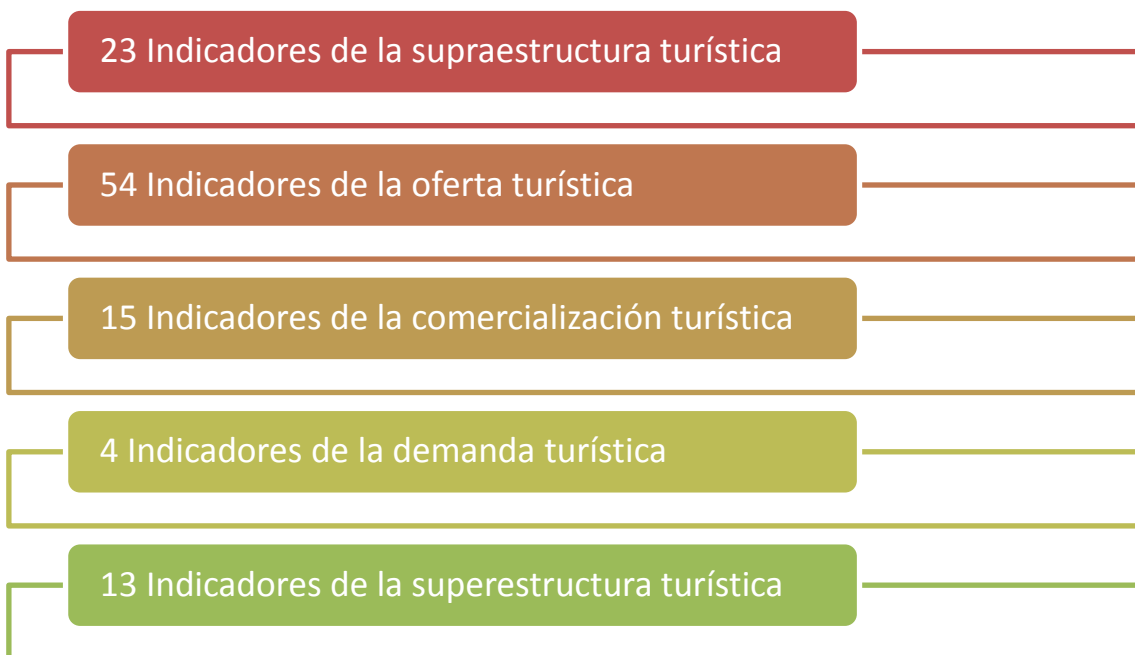 23 Indicadores de la supraestructura turística
54 Indicadores de la oferta turística
15 Indicadores de la comercialización turística
4 Indicadores de la demanda turística
13 Indicadores de la superestructura turística